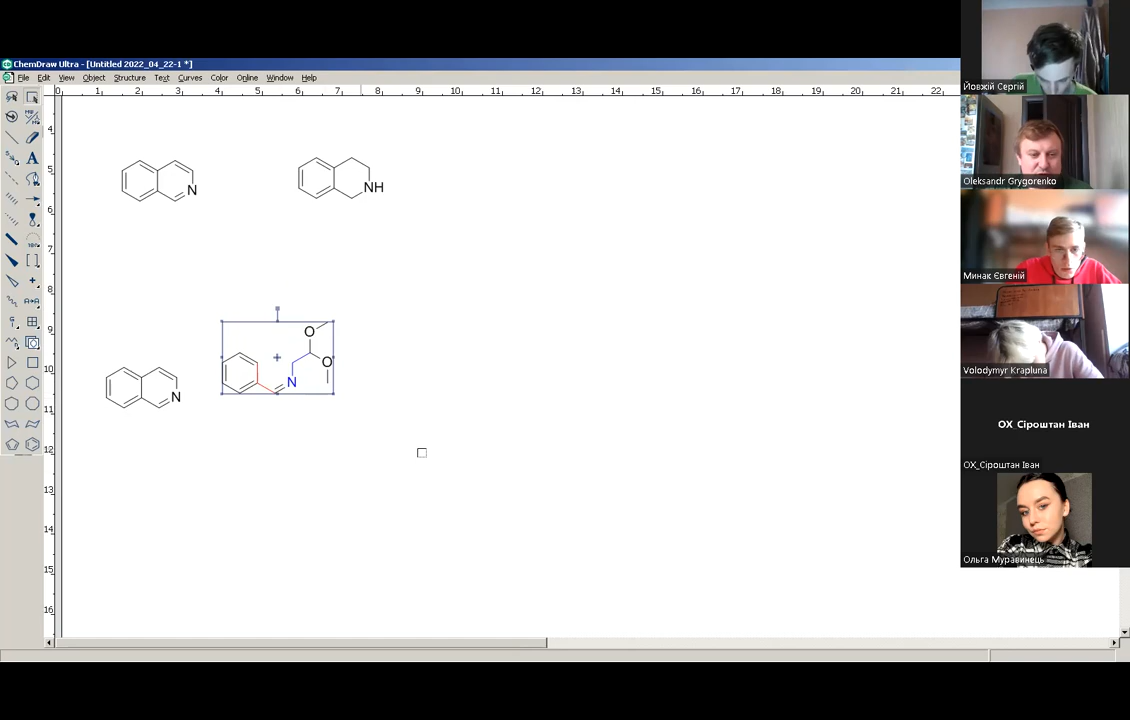 ChemDraw Ultra - [Untitled 2022_04_22-1 *]
File Edit View Object Structure Text Curves Color Online Window Help
0 1 2 3 4 5 6 7 8 9 10 11 12 13 14 15 16 17 18 19 20 21 22
4
5
6
7
8
9
10
11
12
13
14
15
16
A
N
NH
O
O
N
N
Йовжій Сергій
Oleksandr Grygorenko
Минак Євгеній
Volodymyr Krapluna
ОХ_Сіроштан Іван
ОХ_Сіроштан Іван
Ольга Муравинець